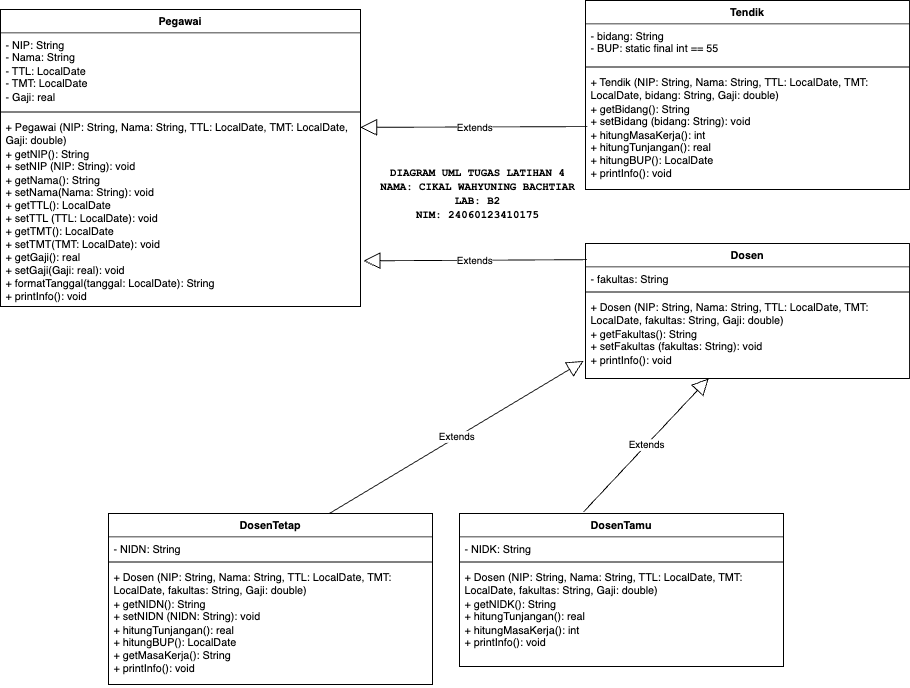 Pegawai
- NIP: String
- Nama: String
- TTL: LocalDate
- TMT: LocalDate
- Gaji: real
+ Pegawai (NIP: String, Nama: String, TTL: LocalDate, TMT: LocalDate,
Gaji: double)
+ getNIP(): String
+ setNIP (NIP: String): void
+ getNama(): String
+ setNama(Nama: String): void
+ getTTL(): LocalDate
+ setTTL (TTL: LocalDate): void
+ getTMT(): LocalDate
+ setTMT(TMT: LocalDate): void
+ getGaji(): real
+ setGaji(Gaji: real): void
+ formatTanggal(tanggal: LocalDate): String
+ printInfo(): void
Extends
Tendik
- bidang: String
- BUP: static final int == 55
+ Tendik (NIP: String, Nama: String, TTL: LocalDate, TMT:
LocalDate, bidang: String, Gaji: double)
+ getBidang(): String
+ setBidang (bidang: String): void
+ hitungMasaKerja(): int
+ hitungTunjangan(): real
+ hitungBUP(): LocalDate
+ printInfo(): void
DIAGRAM UML TUGAS LATIHAN 4
NAMA: CIKAL WAHYUNING BACHTIAR
LAB: B2
NIM: 24060123410175
Extends
Dosen
- fakultas: String
+ Dosen (NIP: String, Nama: String, TTL: LocalDate, TMT:
LocalDate, fakultas: String, Gaji: double)
+ getFakultas(): String
+ setFakultas (fakultas: String): void
+ printInfo(): void
Extends
Extends
DosenTetap
- NIDN: String
+ Dosen (NIP: String, Nama: String, TTL: LocalDate, TMT:
LocalDate, fakultas: String, Gaji: double)
+ getNIDN(): String
+ setNIDN (NIDN: String): void
+ hitungTunjangan(): real
+ hitungBUP(): LocalDate
+ getMasaKerja(): String
+ printInfo(): void
DosenTamu
- NIDK: String
+ Dosen (NIP: String, Nama: String, TTL: LocalDate, TMT:
LocalDate, fakultas: String, Gaji: double)
+ getNIDK(): String
+ hitungTunjangan(): real
+ hitungMasaKerja(): int
+ printInfo(): void